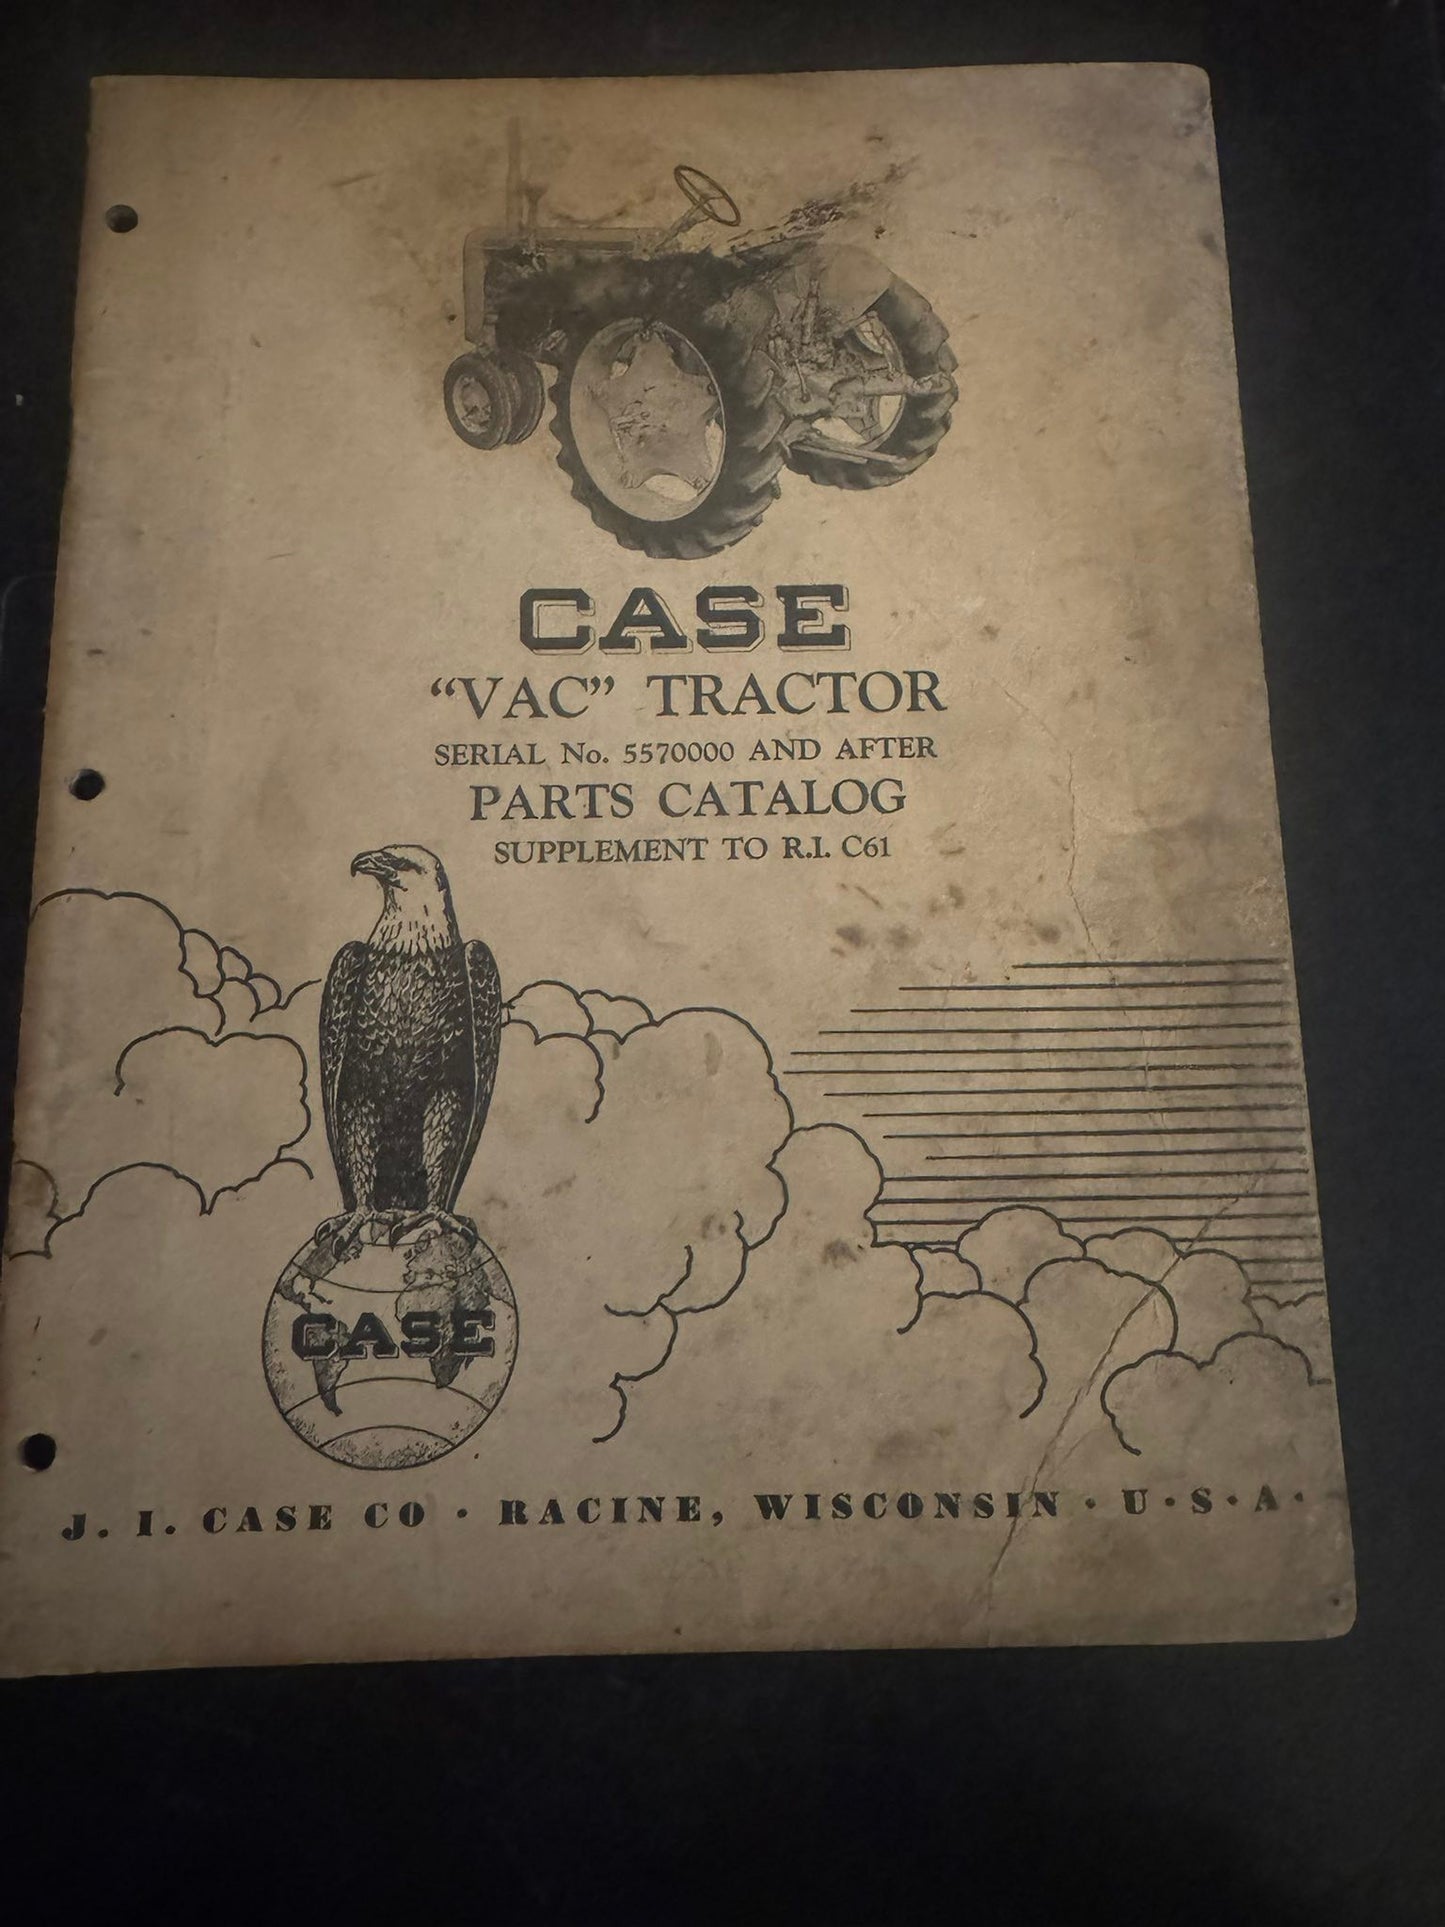 CASE
“VAC” TRACTOR
SERIAL No. 5570000 AND AFTER
PARTS CATALOG
SUPPLEMENT TO R.I. C61
CASE
J. I. CASE CO · RACINE, WISCONSIN · U · S · A ·